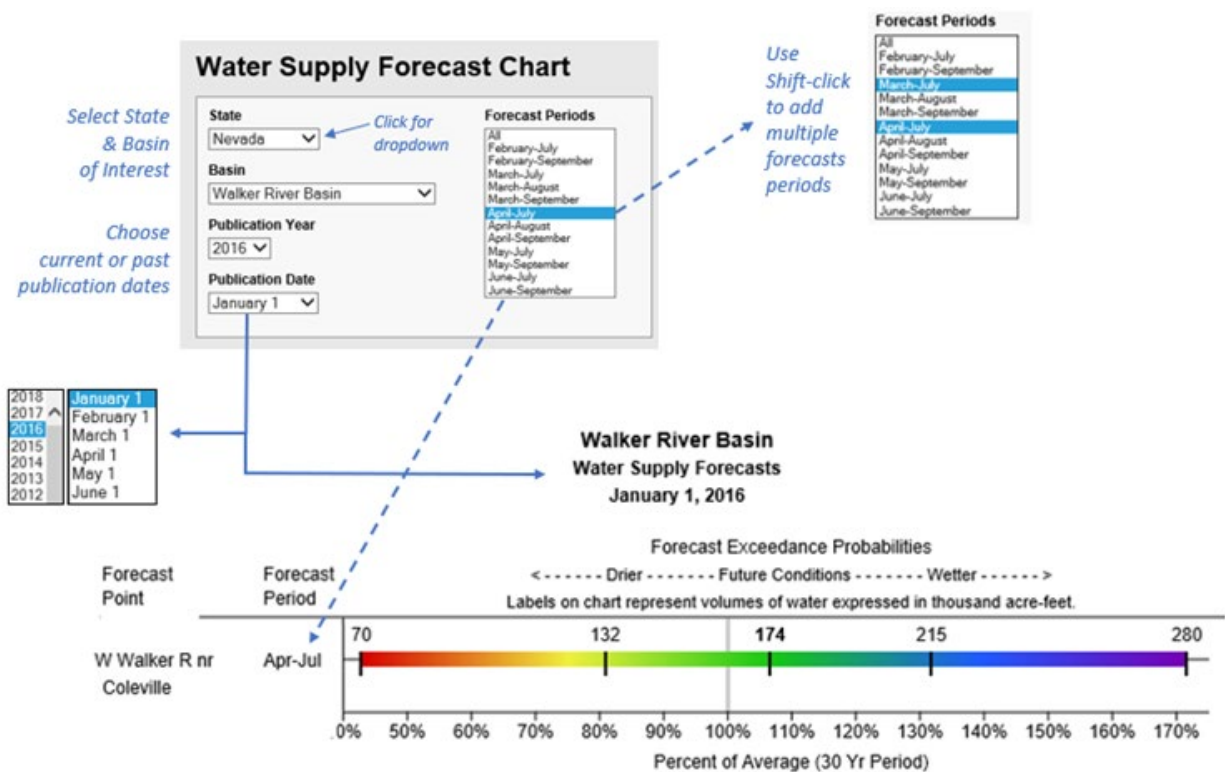 Water Supply Forecast Chart
Select State
& Basin
of Interest
State
Nevada
Click for
dropdown
Basin
Walker River Basin
Choose
current or past
publication dates
Publication Year
2016
Publication Date
January 1
Forecast Periods
All
February-July
February-September
March-July
March-August
March-September
April-July
April-August
April-September
May-July
May-September
June-July
June-September
Use
Shift-click
to add
multiple
forecasts
periods
Forecast Periods
All
February-July
February-September
March-July
March-August
March-September
April-July
April-August
April-September
May-July
May-September
June-July
June-September
2018
2017
2016
2015
2014
2013
2012
January 1
February 1
March 1
April 1
May 1
June 1
Walker River Basin
Water Supply Forecasts
January 1, 2016
Forecast
Point
Forecast
Period
Forecast Exceedance Probabilities
<- - - - - - Drier - - - - - - - Future Conditions - - - - - - - Wetter - - - - - - >
Labels on chart represent volumes of water expressed in thousand acre-feet.
70 132 174 215 280
W Walker R nr
Coleville
Apr-Jul
.0% 50% 60% 70% 80% 90% 100% 110% 120% 130% 140% 150% 160% 170%
Percent of Average (30 Yr Period)